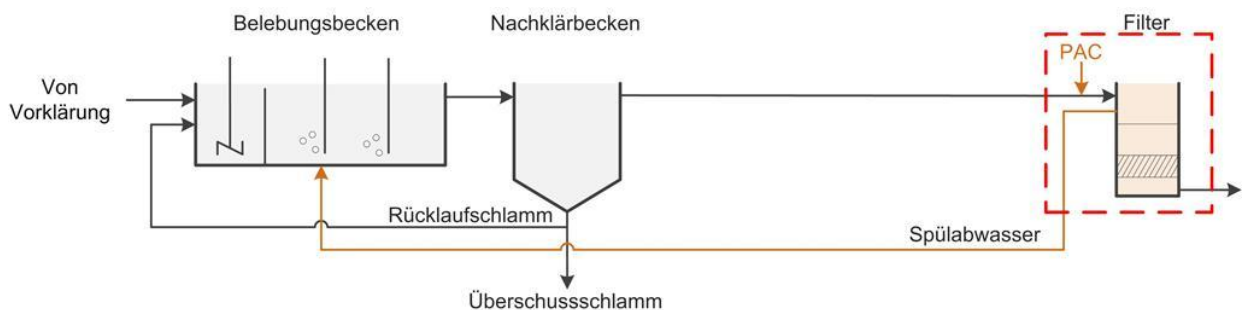 Belebungsbecken
Nachklärbecken
Filter
PAC
Von
Vorklärung
Rücklaufschlamm
Spülabwasser
Überschussschlamm